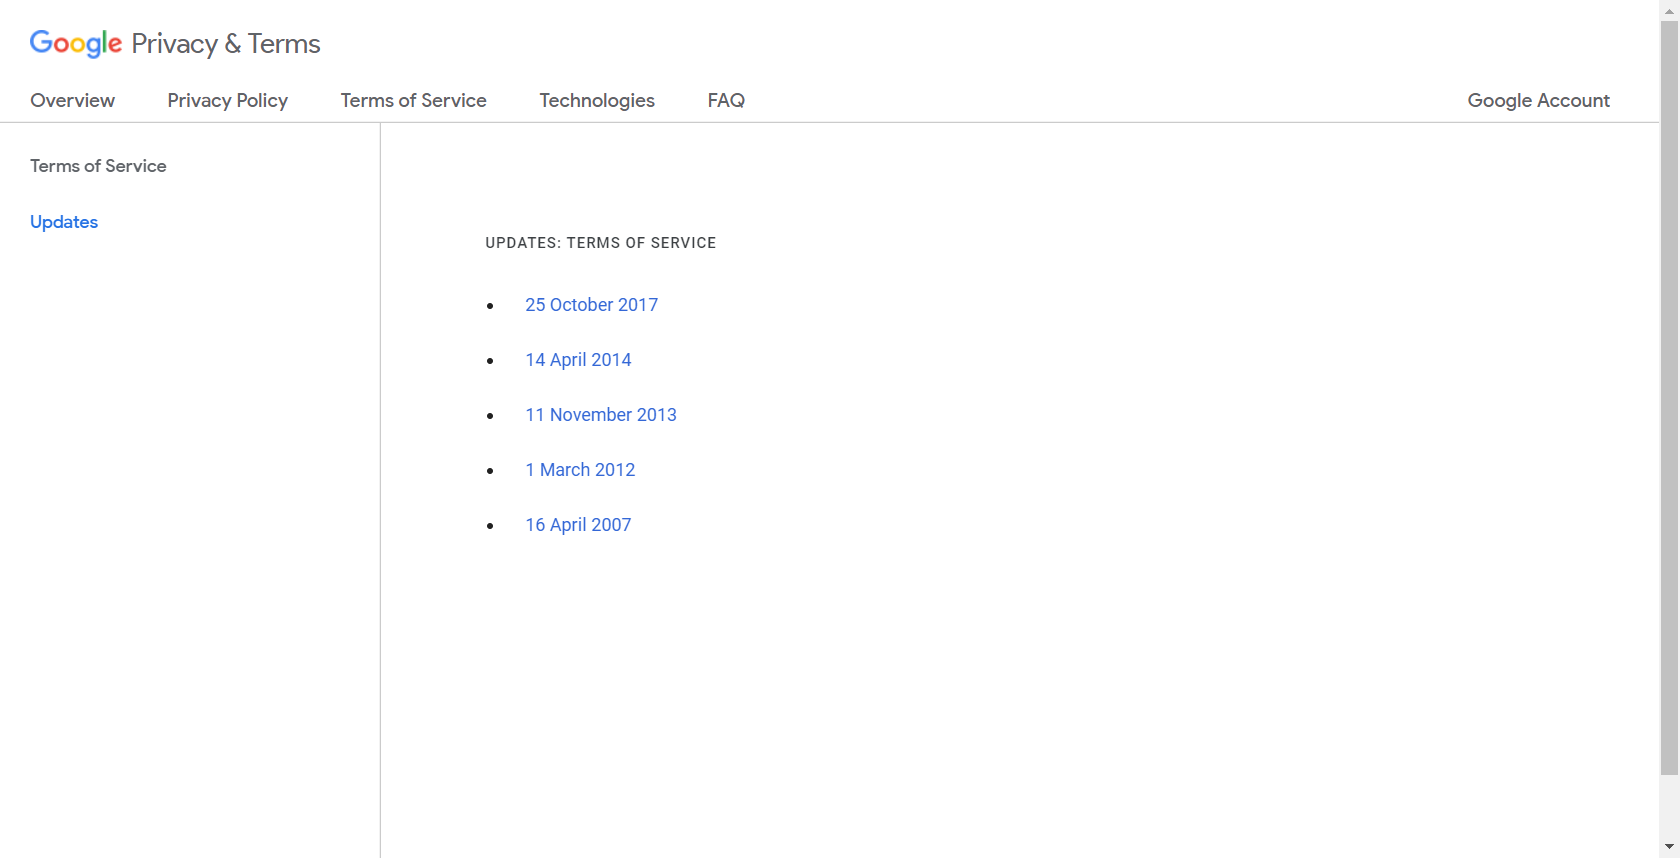 Google Privacy & Terms
Overview Privacy Policy Terms of Service Technologies FAQ Google Account
Terms of Service
Updates
UPDATES: TERMS OF SERVICE
25 October 2017
14 April 2014
11 November 2013
1 March 2012
16 April 2007